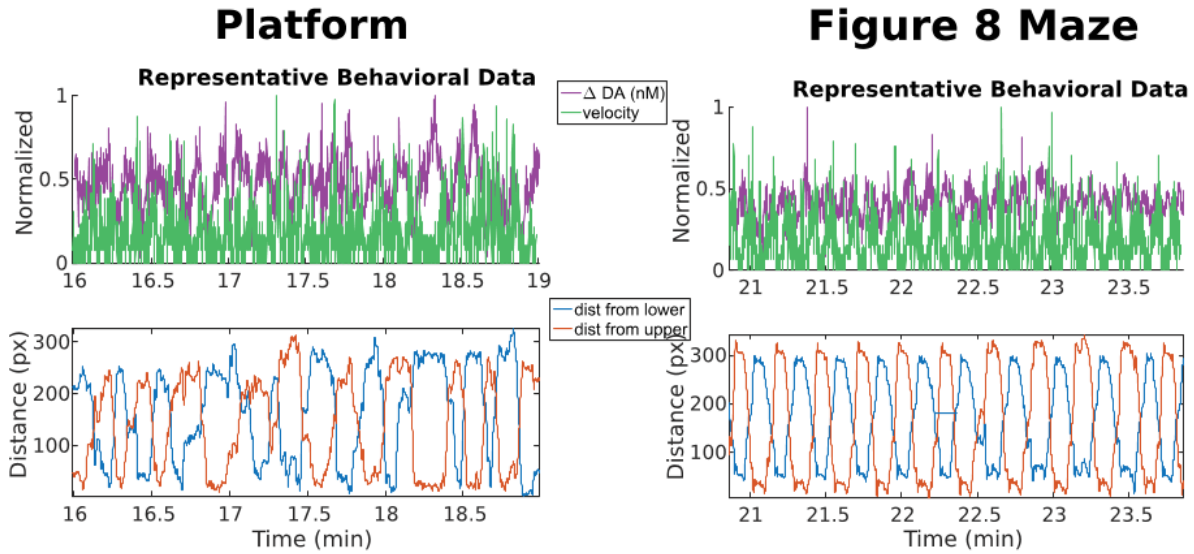 Platform
Figure 8 Maze
Representative Behavioral Data
Δ DA (nM)
velocity
Normalized
1
0.5
0
16
16.5
17
17.5
18
18.5
19
Representative Behavioral Data
Normalized
1
0.5
0
21
21.5
22
22.5
23
23.5
dist from lower
dist from upper
Distance (px)
300
200
100
16
16.5
17
17.5
18
18.5
Time (min)
Distance (px)
300
200
100
21
21.5
22
22.5
23
23.5
Time (min)